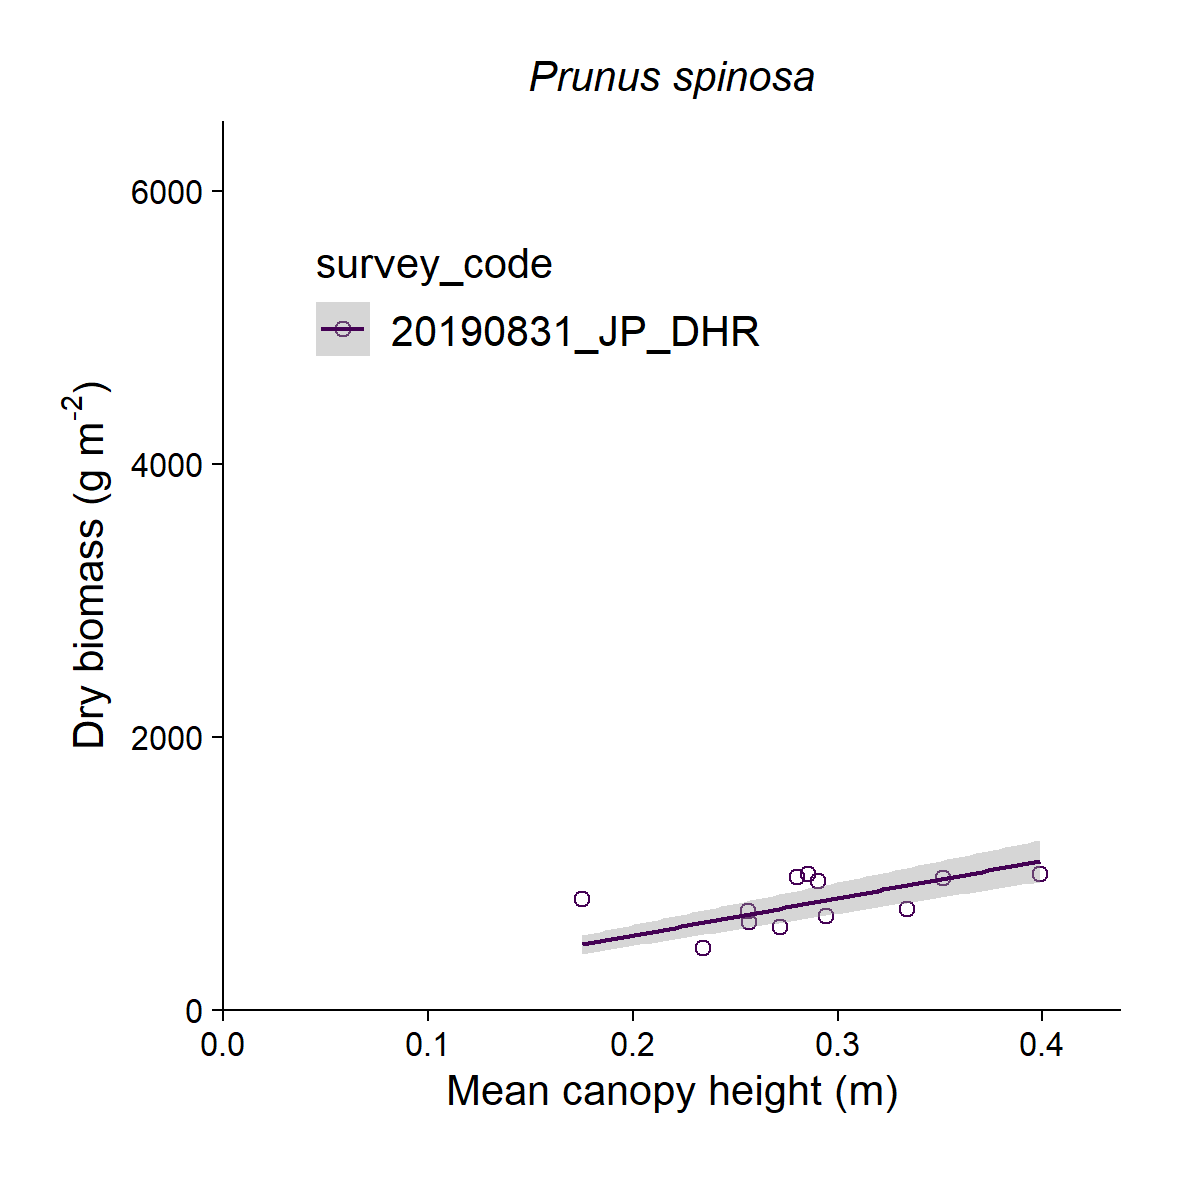 Prunus spinosa
6000
survey_code
20190831_JP_DHR
4000
Dry biomass (g m⁻²)
2000
0
0.0 0.1 0.2 0.3 0.4
Mean canopy height (m)